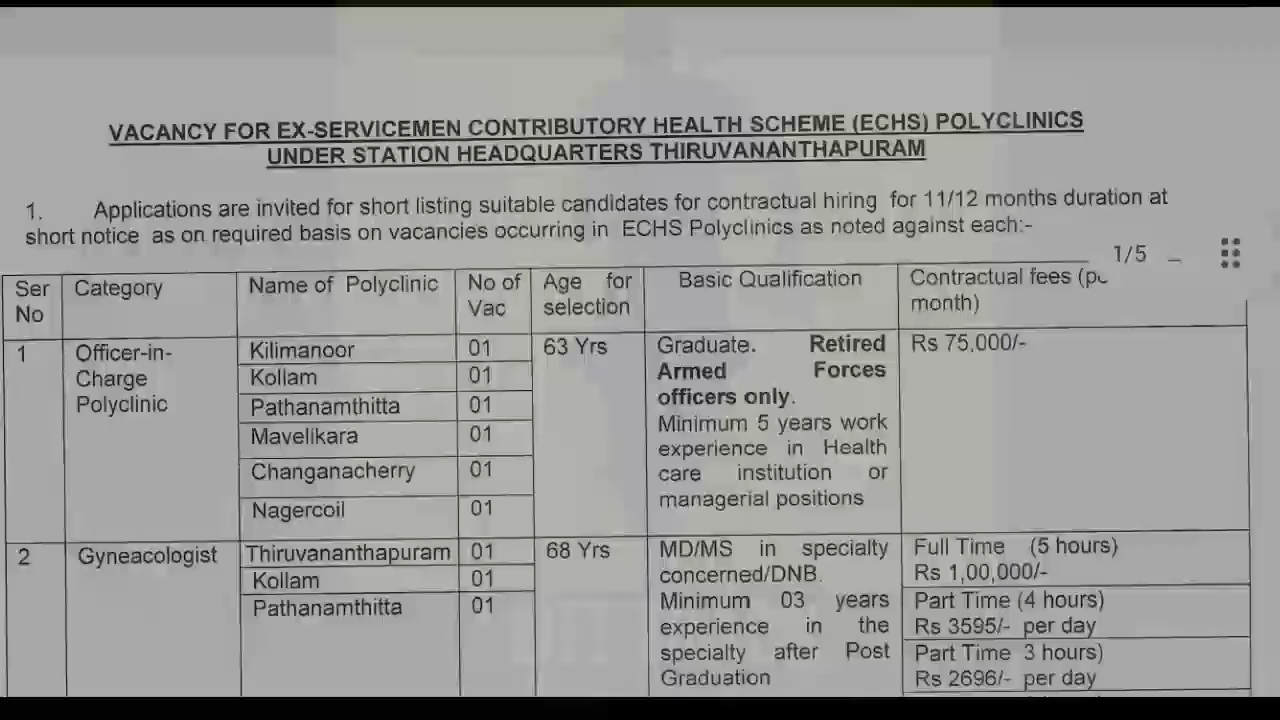 VACANCY FOR EX-SERVICEMEN CONTRIBUTORY HEALTH SCHEME (ECHS) POLYCLINICS
UNDER STATION HEADQUARTERS THIRUVANANTHAPURAM
1. Applications are invited for short listing suitable candidates for contractual hiring for 11/12 months duration at
short notice as on required basis on vacancies occurring in ECHS Polyclinics as noted against each:-
1/5
Ser No Category Name of Polyclinic No of Vac Age for selection Basic Qualification Contractual fees month)
1 Officer-in-Charge Polyclinic
Kilimanoor 01
Kollam 01
Pathanamthitta 01
Mavelikara 01
Changanacherry 01
Nagercoil 01
63 Yrs
Graduate. Retired
Armed Forces
officers only.
Minimum 5 years work
experience in Health
care institution or
managerial positions
Rs 75,000/-
2 Gyneacologist
Thiruvananthapuram 01
Kollam 01
Pathanamthitta 01
68 Yrs
MD/MS in specialty
concerned/DNB.
Minimum 03 years
experience in the
specialty after Post
Graduation
Full Time (5 hours)
Rs 1,00,000/-
Part Time (4 hours)
Rs 3595/- per day
Part Time 3 hours)
Rs 2696/- per day